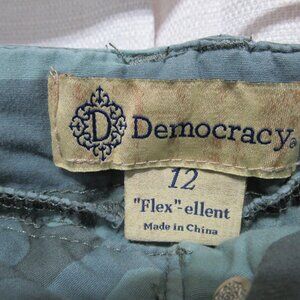 D
Democracy®
12
"Flex"-ellent
Made in China